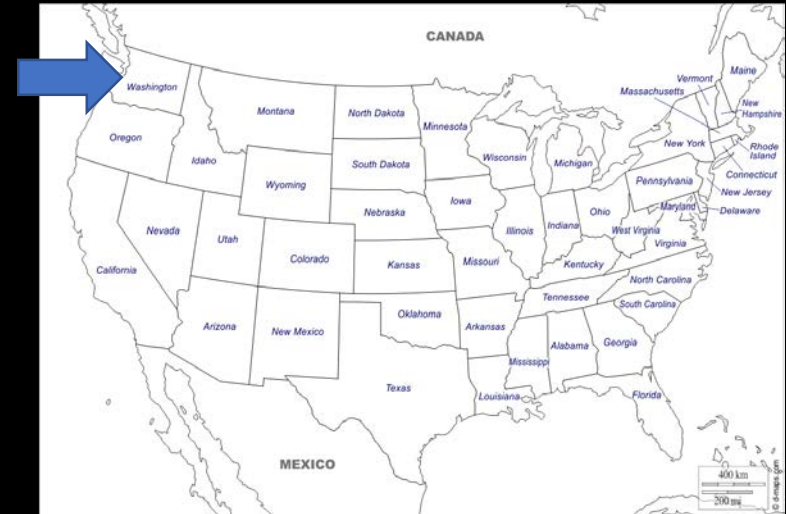 CANADA
Washington
Montana
North Dakota
Minnesota
Vermont
Maine
Massachusetts
New
Hampshire
Oregon
Idaho
South Dakota
Wisconsin
Michigan
New York
Rhode
Island
Connecticut
Wyoming
Pennsylvania
New Jersey
Nebraska
Iowa
Maryland
Delaware
Nevada
Utah
Colorado
Kansas
Missouri
Illinois
Indiana
Ohio
West Virginia
Virginia
California
Kentucky
North Carolina
Tennessee
South Carolina
Arizona
New Mexico
Oklahoma
Arkansas
Mississippi
Alabama
Georgia
Texas
Louisiana
Florida
MEXICO
400 km
200 mi
© d-maps.com